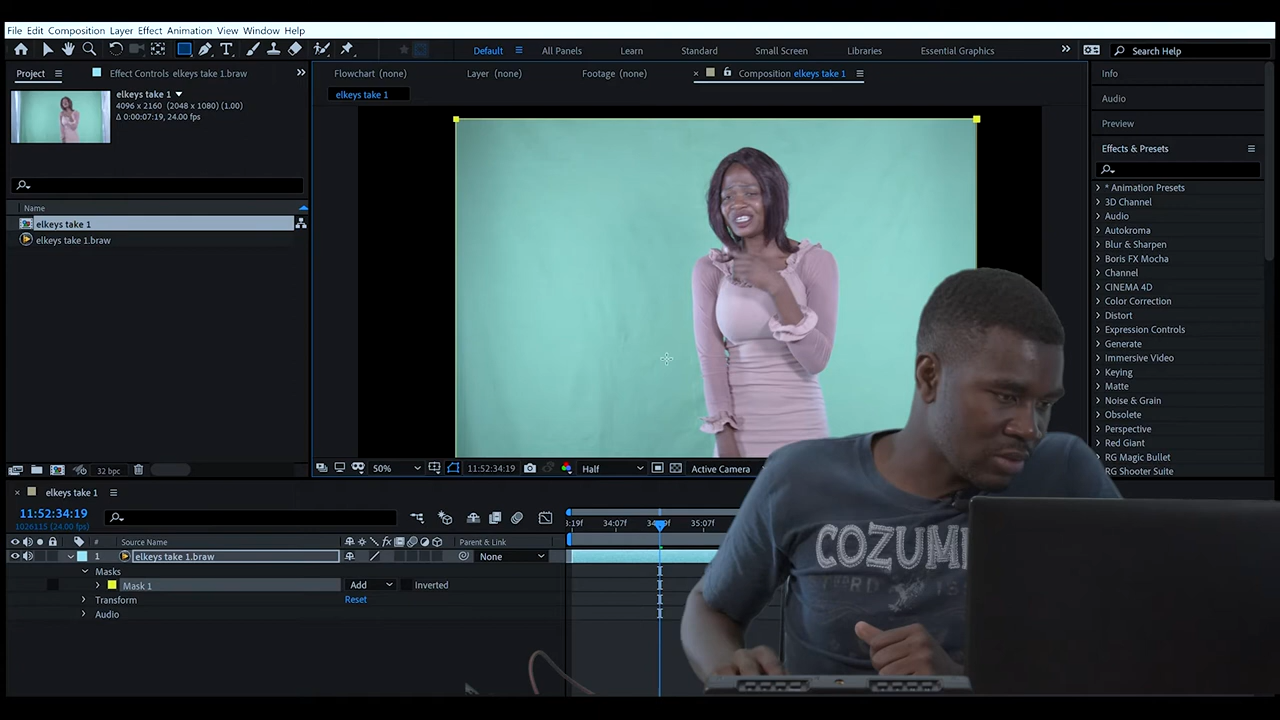 File Edit Composition Layer Effect Animation View Window Help
Default All Panels Learn Standard Small Screen Libraries Essential Graphics Search Help
Project Effect Controls elkeys take 1.braw
elkeys take 1
4096 x 2160 (2048 x 1080) (1.00)
Δ 0:00:07:19, 24.00 fps
Name
elkeys take 1
elkeys take 1.braw
32 bpc
Flowchart (none) Layer (none) Footage (none) Composition elkeys take 1
elkeys take 1
50% 11:52:34:19 Half Active Camera
Info
Audio
Preview
Effects & Presets
* Animation Presets
3D Channel
Audio
Autokroma
Blur & Sharpen
Boris FX Mocha
Channel
CINEMA 4D
Color Correction
Distort
Expression Controls
Generate
Immersive Video
Keying
Matte
Noise & Grain
Obsolete
Perspective
Red Giant
RG Magic Bullet
RG Shooter Suite
elkeys take 1
11:52:34:19
1026115 (24.00 fps)
:19f 34:07f 35:07f
# Source Name Parent & Link
1 elkeys take 1.braw None
Masks
Mask 1 Add Inverted
Transform Reset
Audio
COZUM